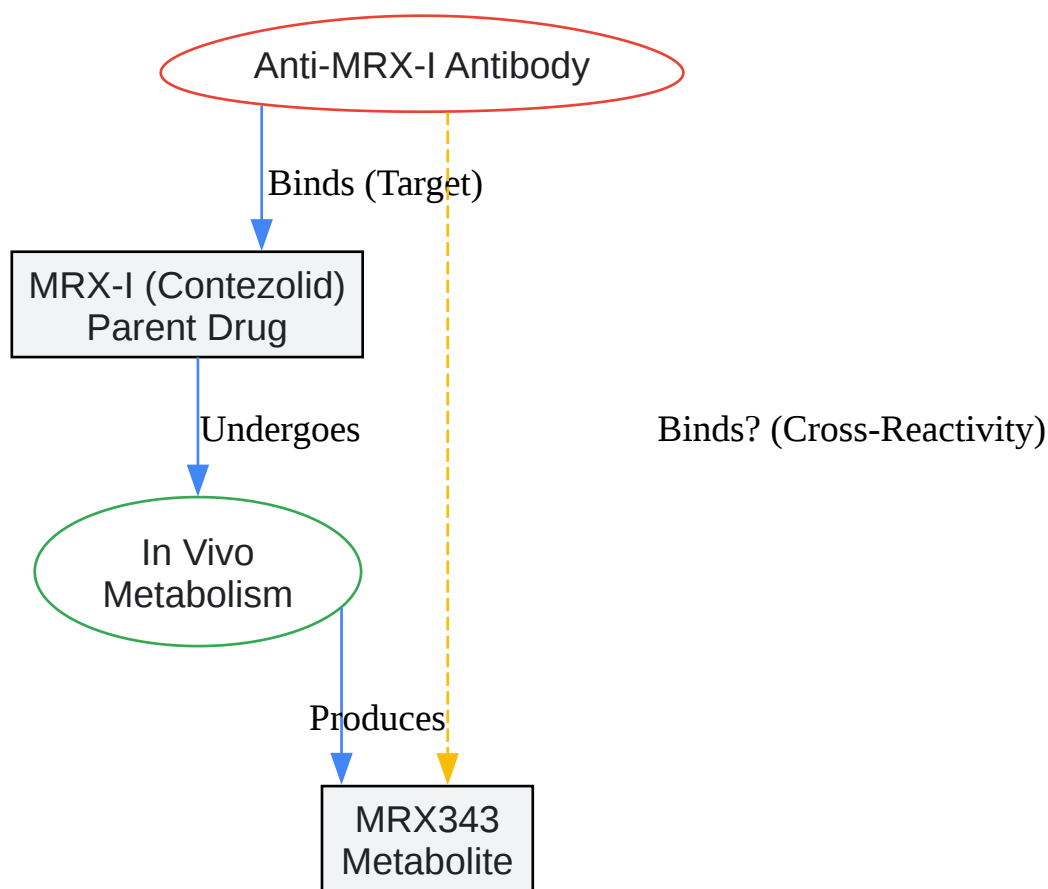 Anti-MRX-I Antibody
Binds (Target)
MRX-I (Contezolid)
Parent Drug
Undergoes
Binds? (Cross-Reactivity)
In Vivo
Metabolism
Produces
MRX343
Metabolite